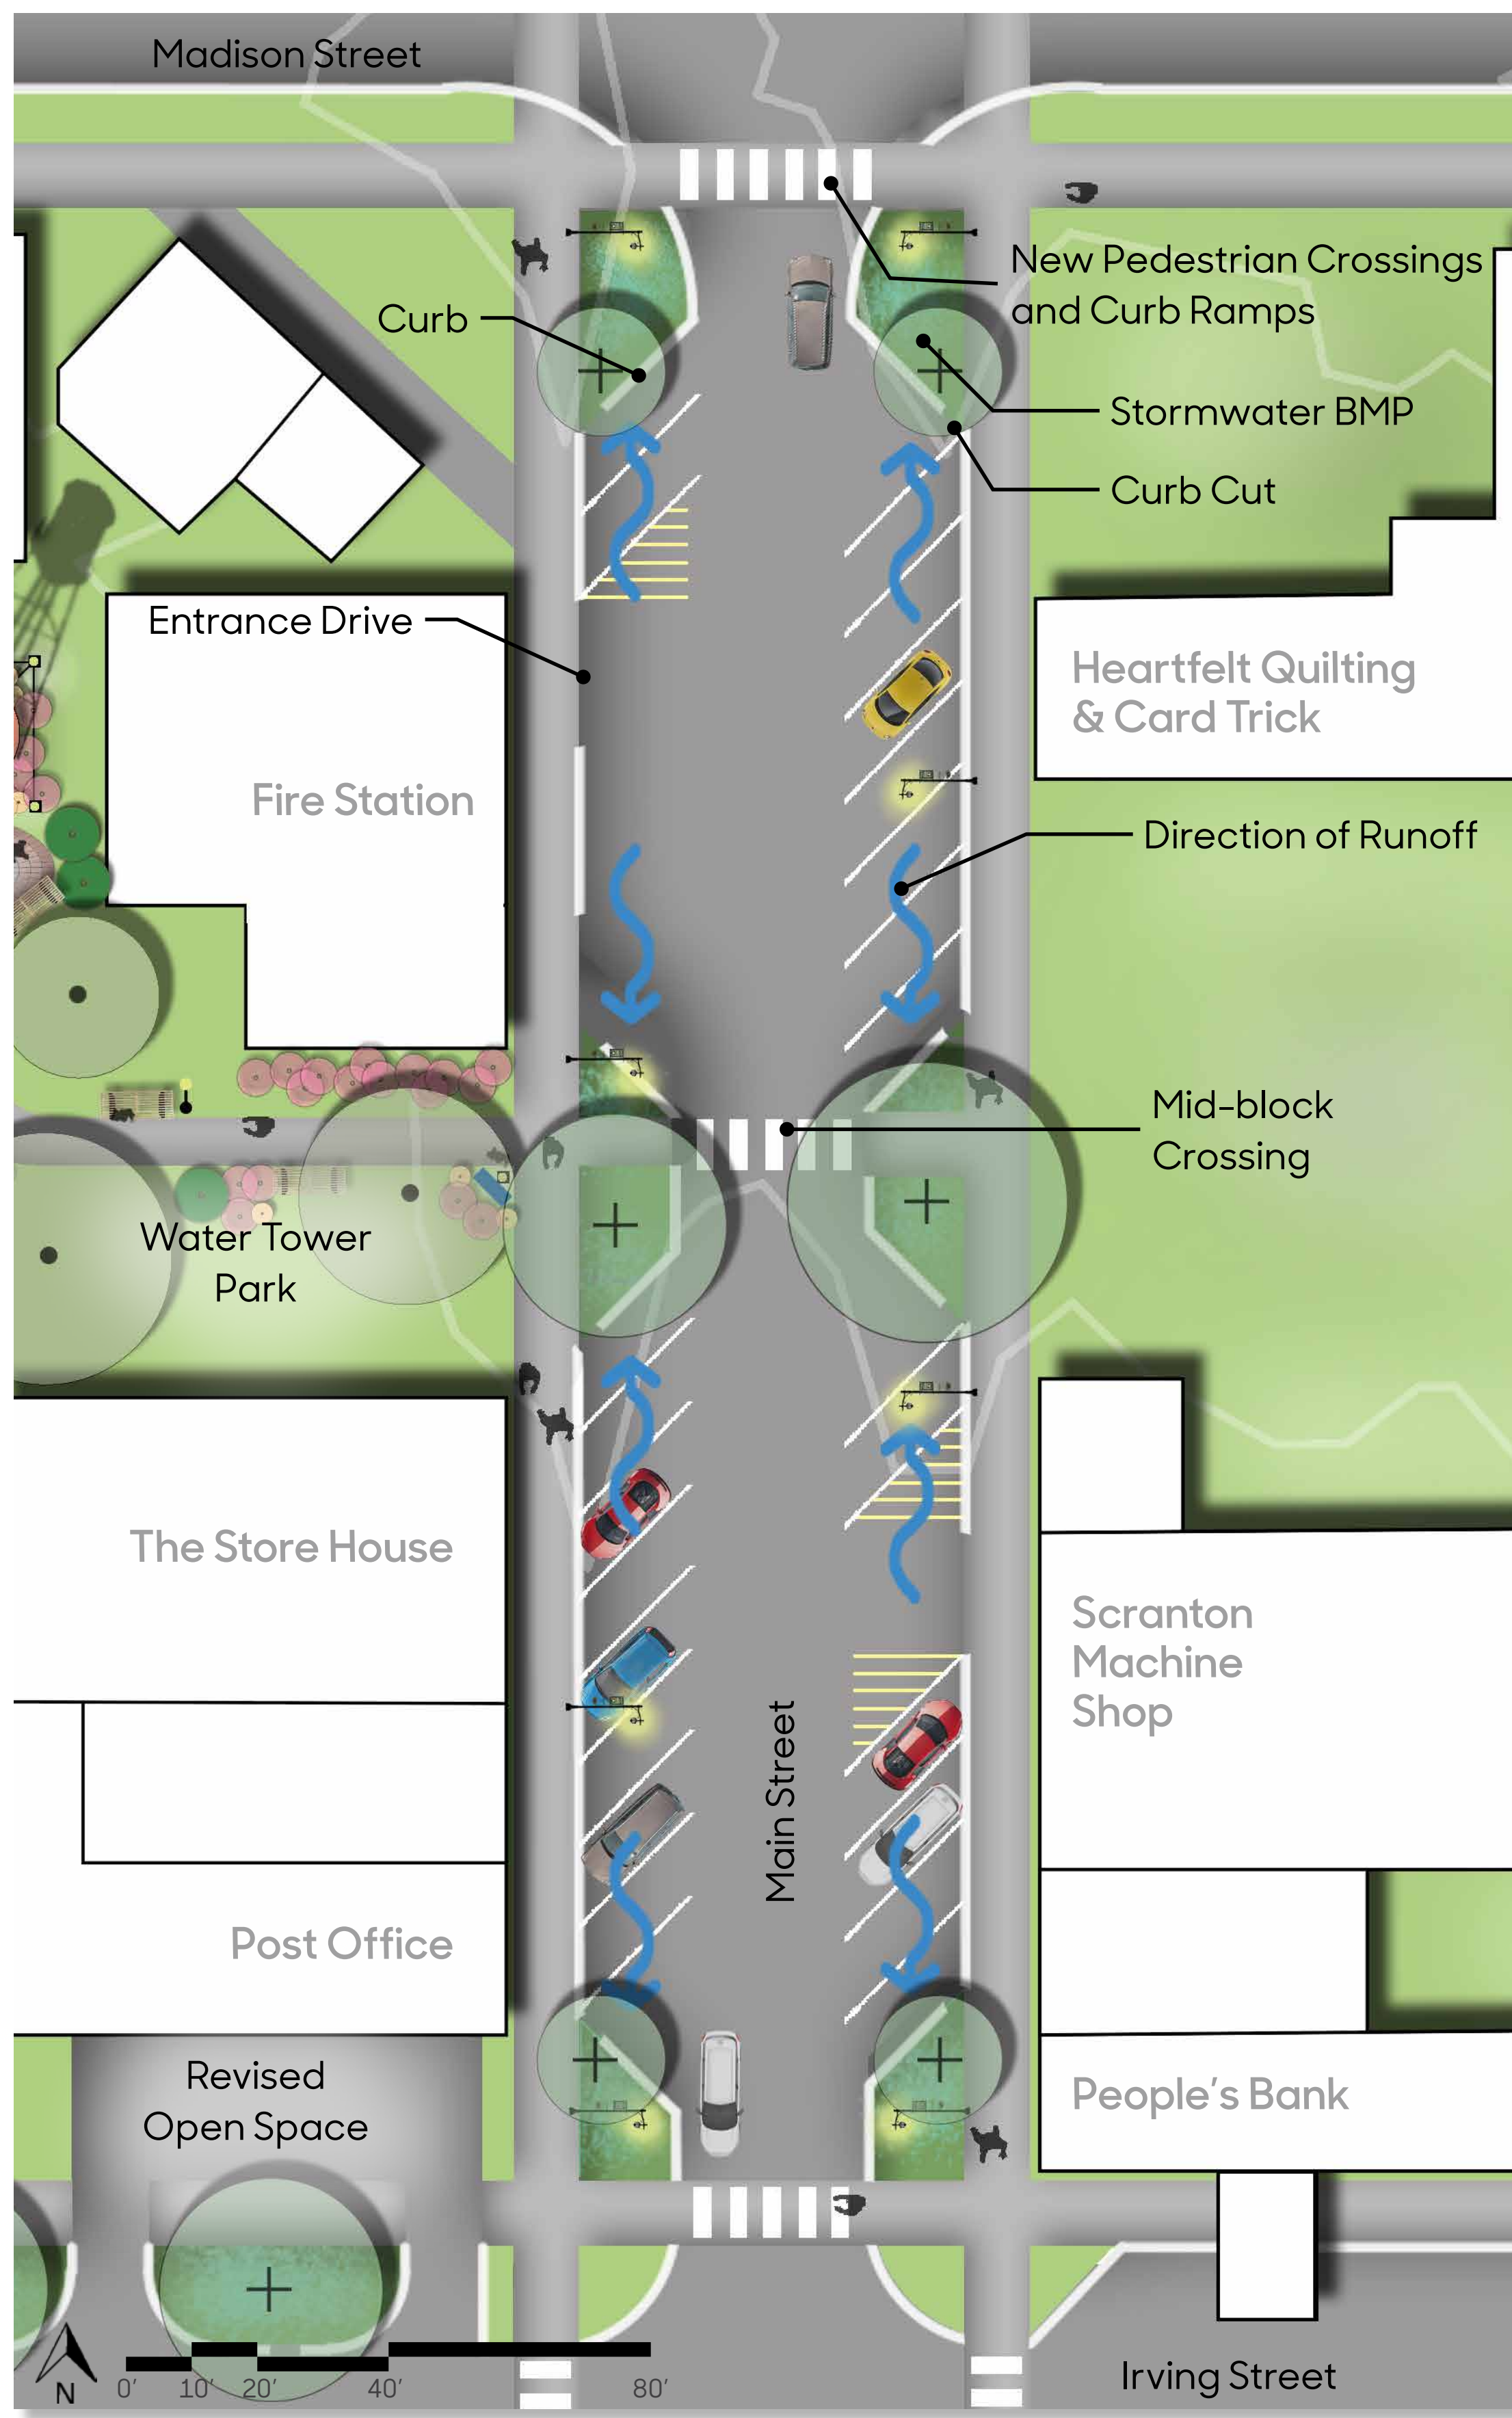 Madison Street
New Pedestrian Crossings
and Curb Ramps
Curb
Stormwater BMP
Curb Cut
Entrance Drive
Heartfelt Quilting
& Card Trick
Fire Station
Direction of Runoff
Mid-block
Crossing
Water Tower
Park
The Store House
Scranton
Machine
Shop
Main Street
Post Office
Revised
Open Space
People's Bank
N
0' 10' 20' 40' 80'
Irving Street